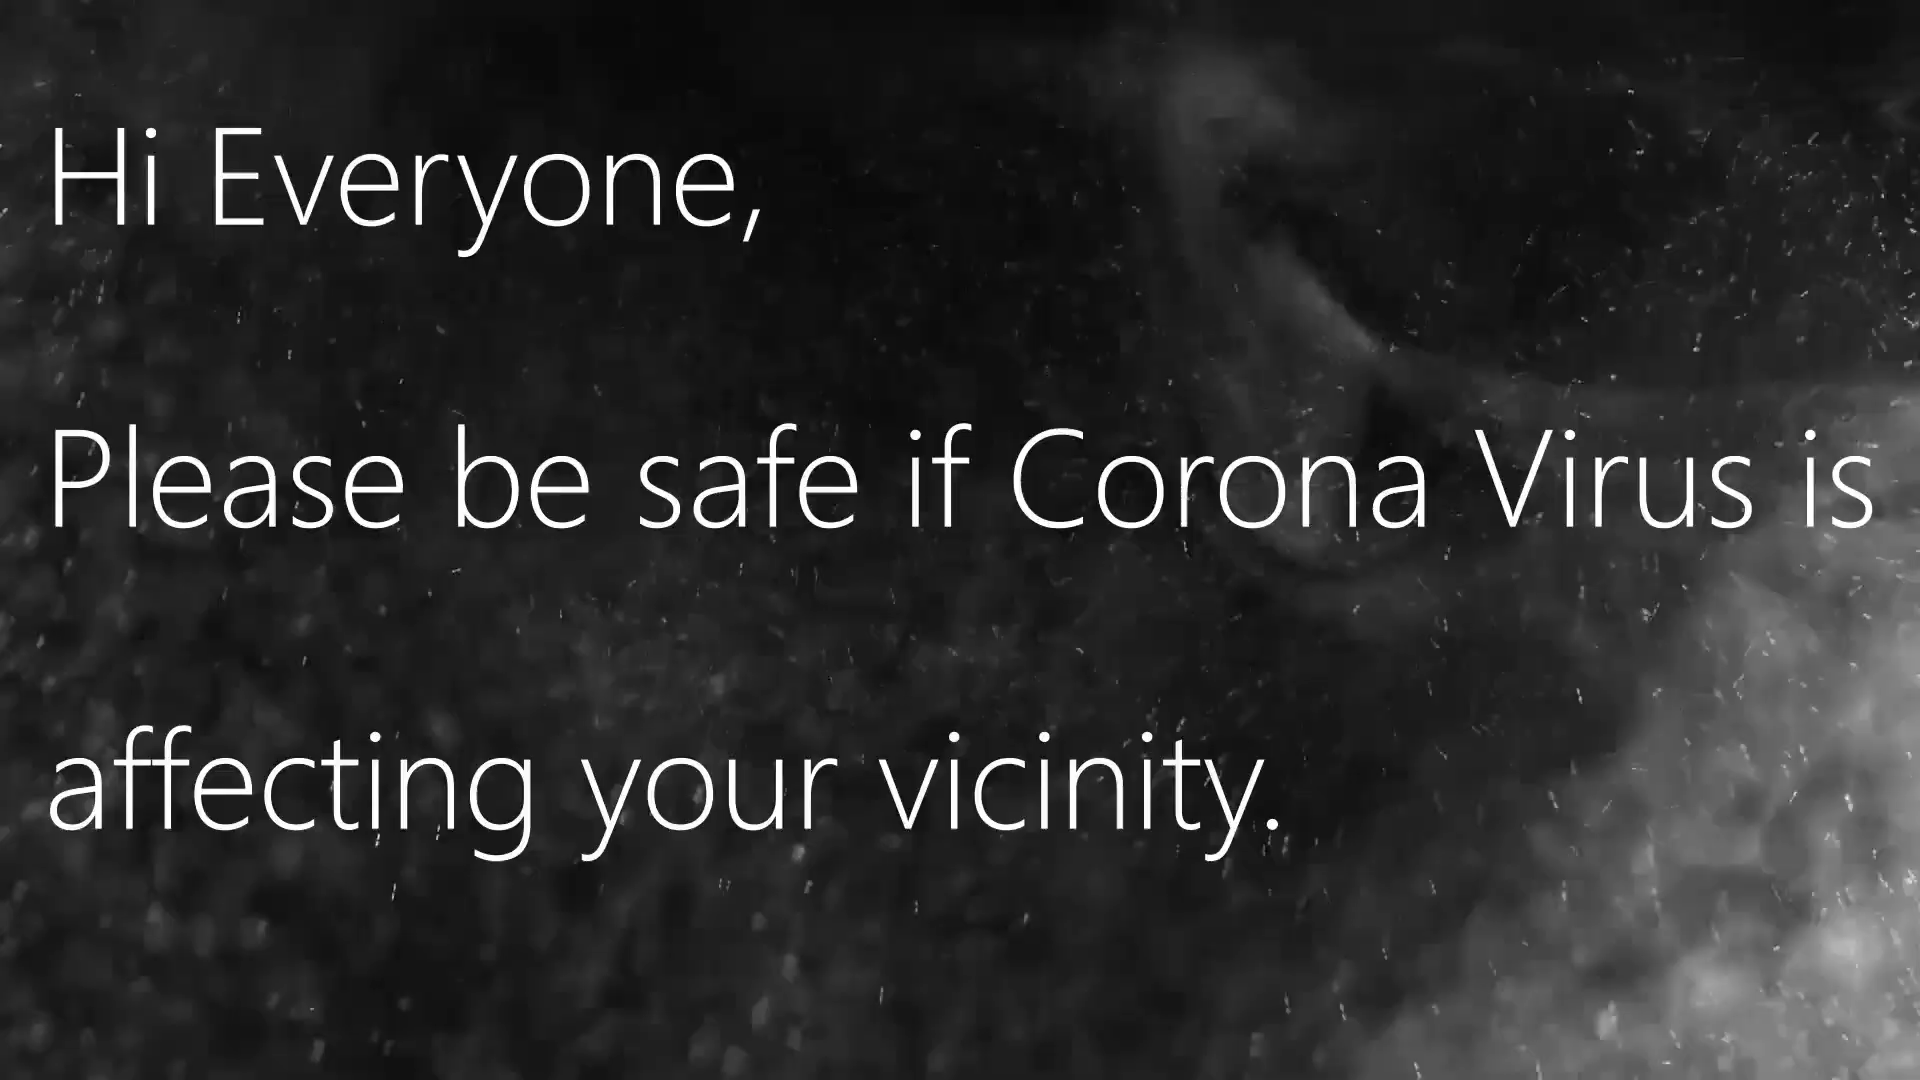 Hi Everyone,
Please be safe if Corona Virus is
affecting your vicinity.